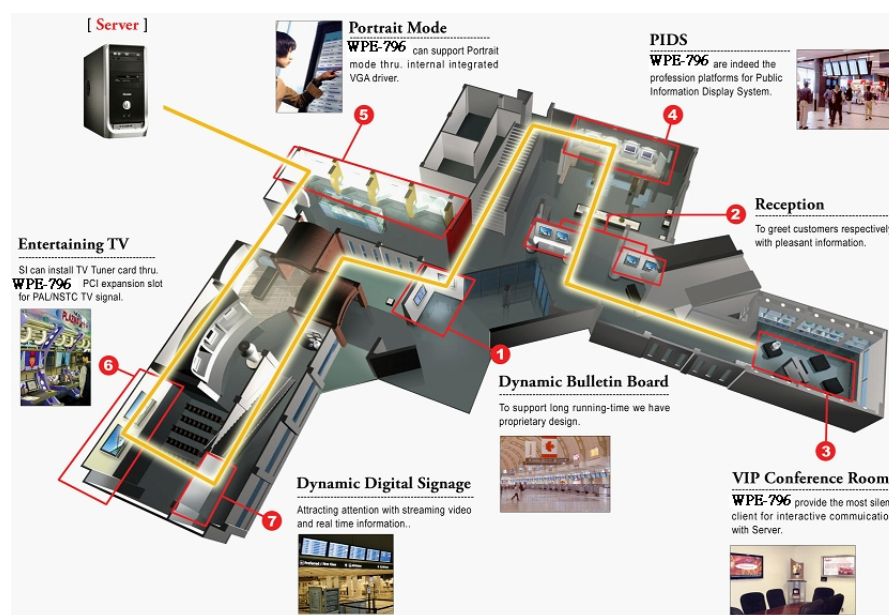 [ Server ]
Portrait Mode
WPE-796 can support Portrait
mode thru. internal integrated
VGA driver.
PIDS
WPE-796 are indeed the
profession platforms for Public
Information Display System.
5
4
2
Reception
To greet customers respectively
with pleasant information.
Entertaining TV
SI can install TV Tuner card thru.
WPE-796 PCI expansion slot
for PAL/NSTC TV signal.
6
1
Dynamic Bulletin Board
To support long running-time we have
proprietary design.
3
VIP Conference Room
WPE-796 provide the most silen
client for interactive commuication
with Server.
7
Dynamic Digital Signage
Attracting attention with streaming video
and real time information..